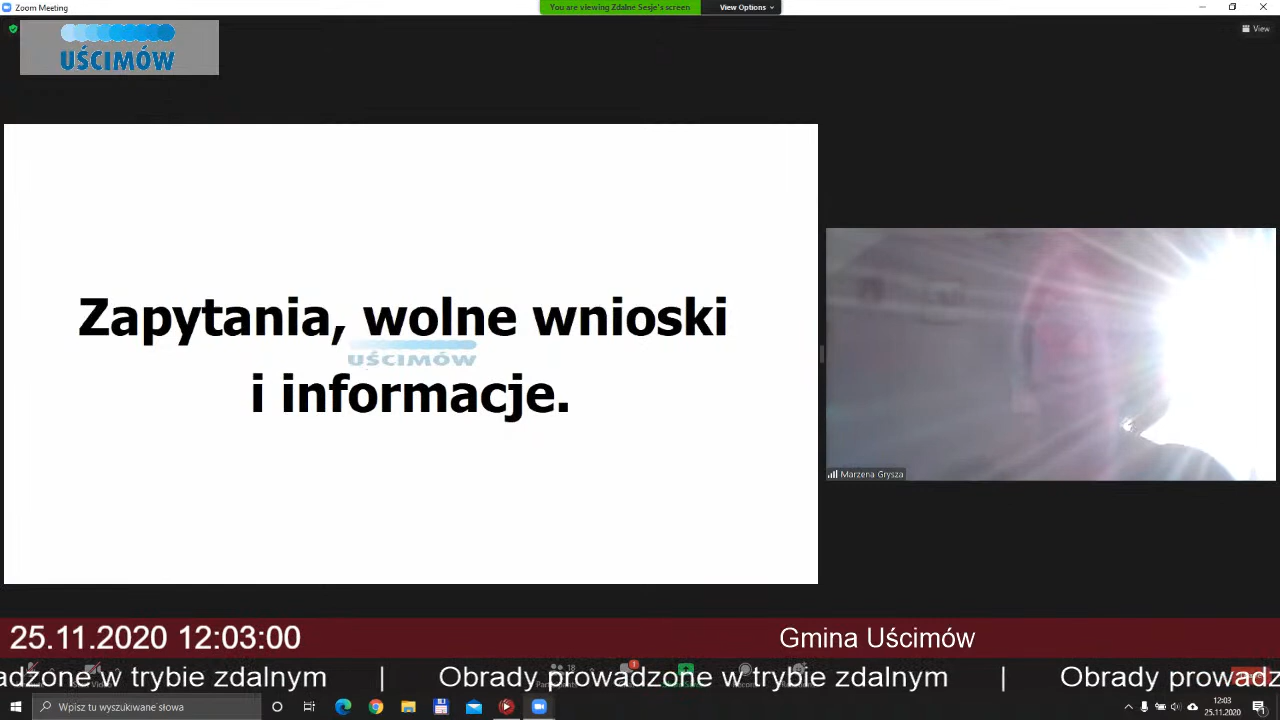 Zoom Meeting
You are viewing Zdalne Sesje's screen
View Options
View
UŚCIMÓW
Zapytania, wolne wnioski
UŚCIMÓW
i informacje.
Marzena Grysza
25.11.2020 12:03:00
Gmina Uścimów
adzone w trybie zdalnym | Obrady prowadzone w trybie zdalnym | Obrady prowadz
18
Wpisz tu wyszukiwane słowa
12:03
25.11.2020